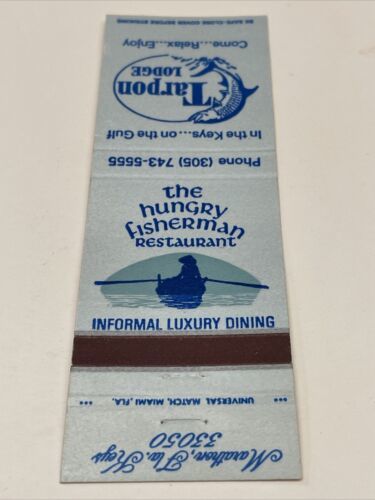 BE SAFE-CLOSE COVER BEFORE STRIKING
Come...Relax...Enjoy
Tarpon
LODGE
In the Keys....on the Gulf
Phone (305) 743-5555
the
hungry
fisherman
restaurant
INFORMAL LUXURY DINING
••• UNIVERSAL MATCH, MIAMI, FLA. •••
Marathon, Fla. Keys
33050